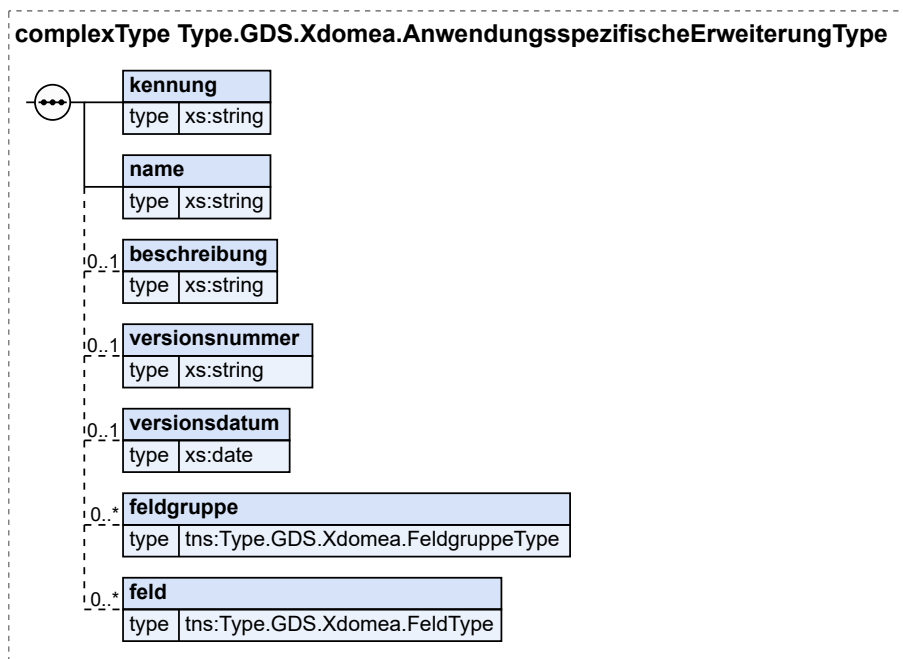 complexType Type.GDS.Xdomea.AnwendungsspezifischeErweiterungType
kennung
type xs:string
name
type xs:string
0..1 beschreibung
type xs:string
0..1 versionsnummer
type xs:string
0..1 versionsdatum
type xs:date
0..* feldgruppe
type tns:Type.GDS.Xdomea.FeldgruppeType
0..* feld
type tns:Type.GDS.Xdomea.FeldType